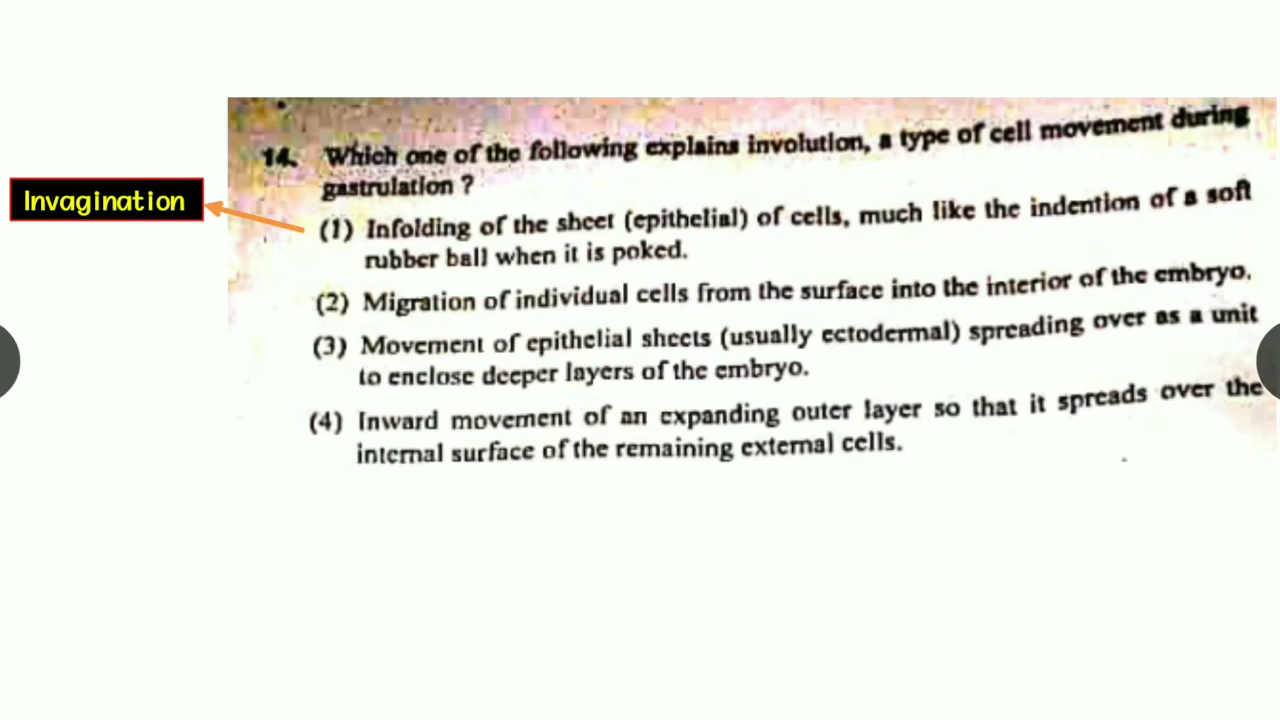 14. Which one of the following explains involution, a type of cell movement during
gastrulation ?
Invagination
(1) Infolding of the sheet (epithelial) of cells, much like the indention of a soft
rubber ball when it is poked.
(2) Migration of individual cells from the surface into the interior of the embryo.
(3) Movement of epithelial sheets (usually ectodermal) spreading over as a unit
to enclose deeper layers of the embryo.
(4) Inward movement of an expanding outer layer so that it spreads over the
internal surface of the remaining external cells.